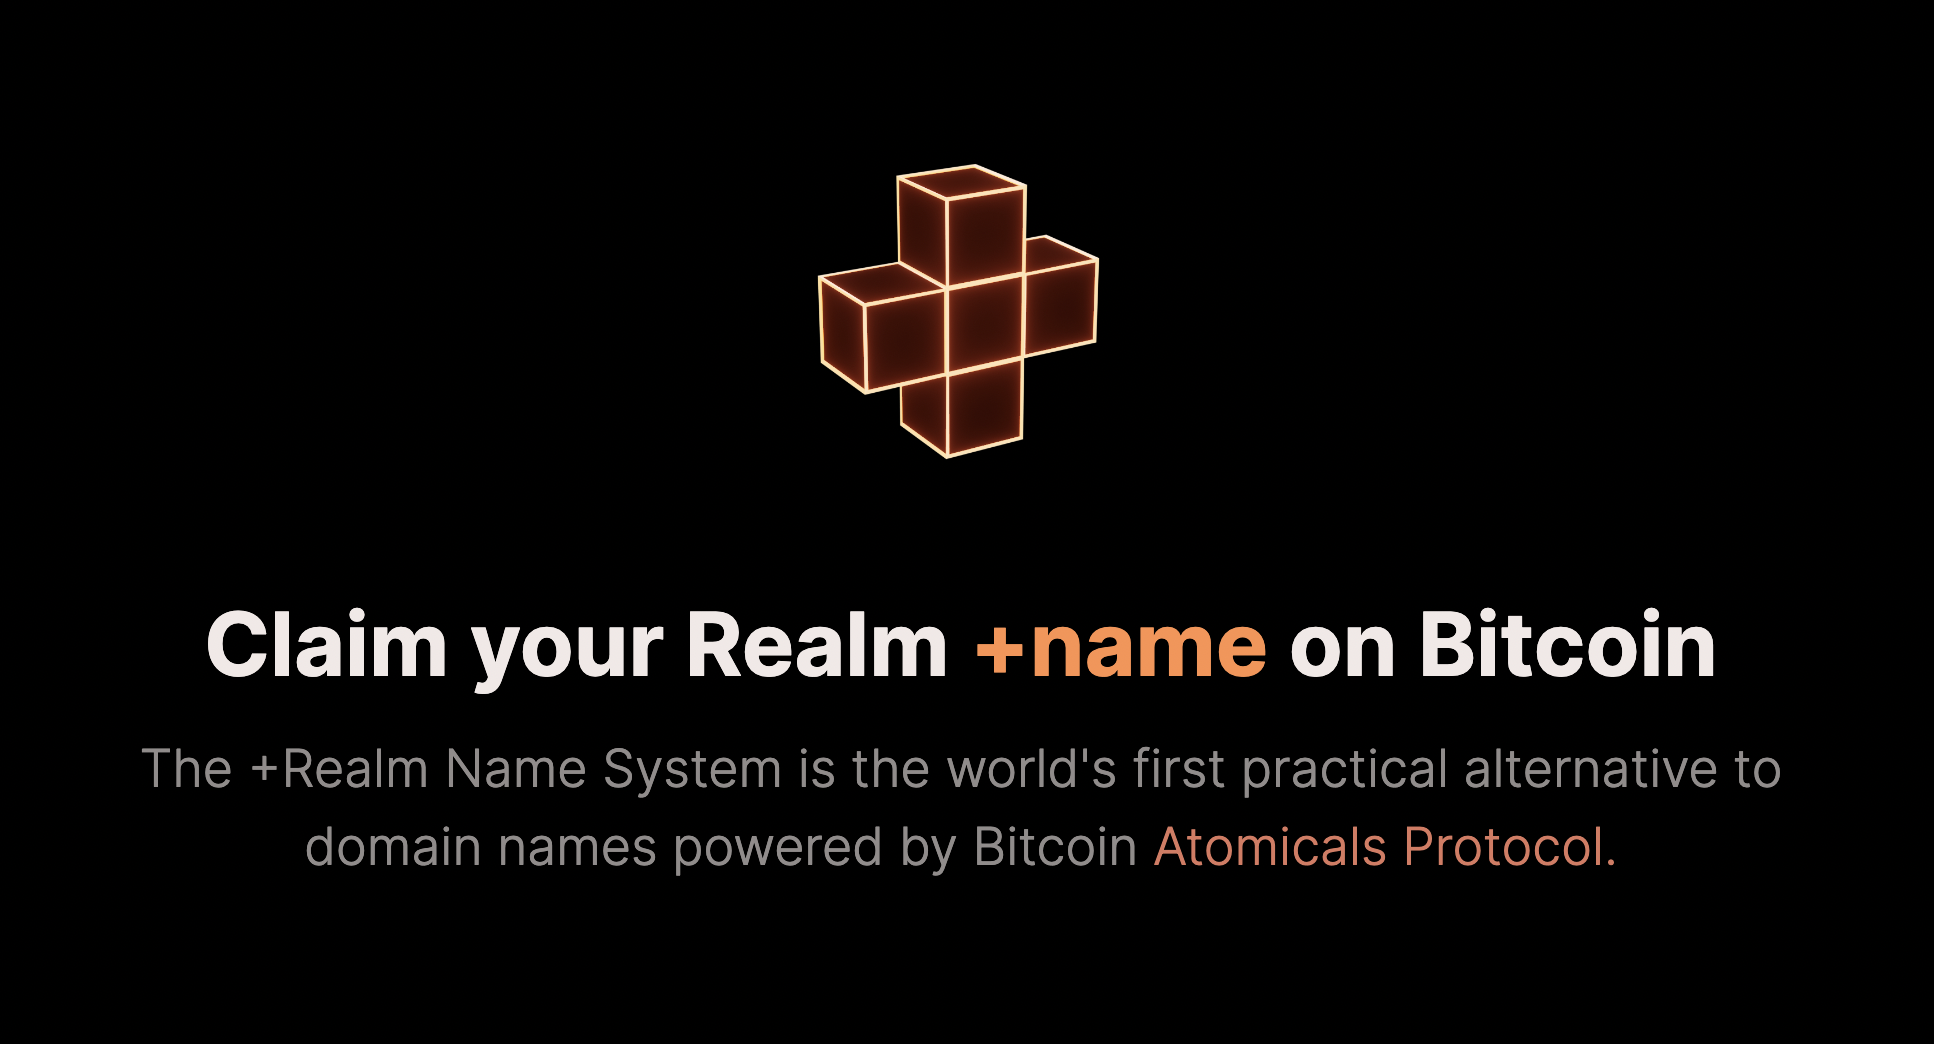 Claim your Realm +name on Bitcoin
The +Realm Name System is the world's first practical alternative to
domain names powered by Bitcoin Atomicals Protocol.